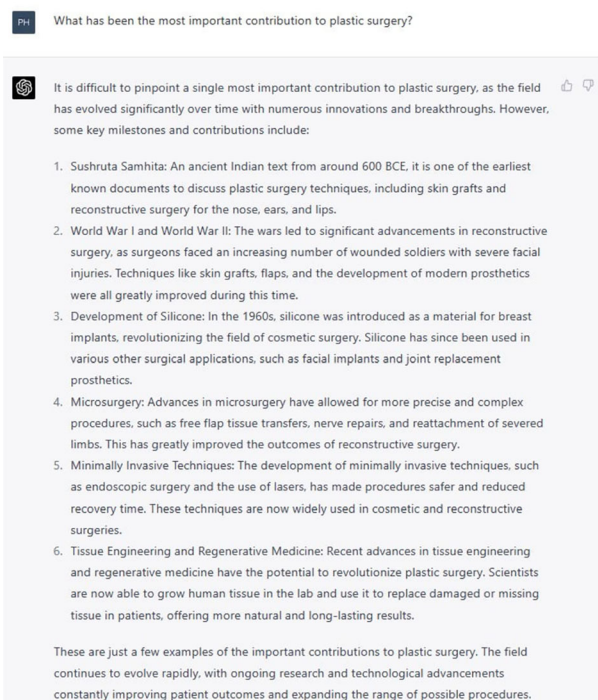 PH
What has been the most important contribution to plastic surgery?
It is difficult to pinpoint a single most important contribution to plastic surgery, as the field
has evolved significantly over time with numerous innovations and breakthroughs. However,
some key milestones and contributions include:
1. Sushruta Samhita: An ancient Indian text from around 600 BCE, it is one of the earliest
known documents to discuss plastic surgery techniques, including skin grafts and
reconstructive surgery for the nose, ears, and lips.
2. World War I and World War II: The wars led to significant advancements in reconstructive
surgery, as surgeons faced an increasing number of wounded soldiers with severe facial
injuries. Techniques like skin grafts, flaps, and the development of modern prosthetics
were all greatly improved during this time.
3. Development of Silicone: In the 1960s, silicone was introduced as a material for breast
implants, revolutionizing the field of cosmetic surgery. Silicone has since been used in
various other surgical applications, such as facial implants and joint replacement
prosthetics.
4. Microsurgery: Advances in microsurgery have allowed for more precise and complex
procedures, such as free flap tissue transfers, nerve repairs, and reattachment of severed
limbs. This has greatly improved the outcomes of reconstructive surgery.
5. Minimally Invasive Techniques: The development of minimally invasive techniques, such
as endoscopic surgery and the use of lasers, has made procedures safer and reduced
recovery time. These techniques are now widely used in cosmetic and reconstructive
surgeries.
6. Tissue Engineering and Regenerative Medicine: Recent advances in tissue engineering
and regenerative medicine have the potential to revolutionize plastic surgery. Scientists
are now able to grow human tissue in the lab and use it to replace damaged or missing
tissue in patients, offering more natural and long-lasting results.
These are just a few examples of the important contributions to plastic surgery. The field
continues to evolve rapidly, with ongoing research and technological advancements
constantly improving patient outcomes and expanding the range of possible procedures.